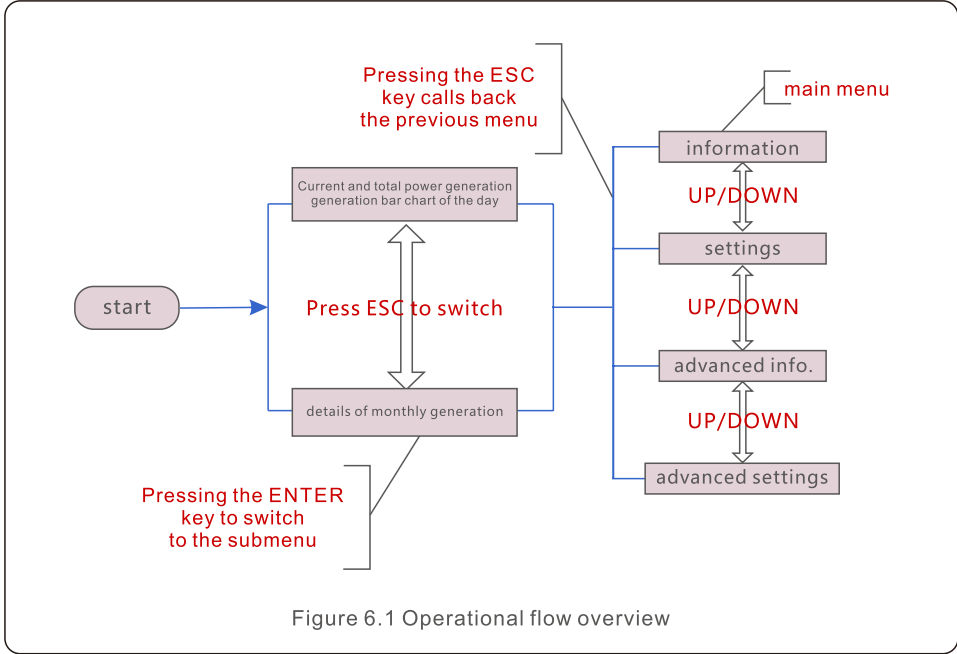 Pressing the ESC
key calls back
the previous menu
main menu
information
UP/DOWN
settings
UP/DOWN
advanced info.
UP/DOWN
advanced settings
Current and total power generation
generation bar chart of the day
start
Press ESC to switch
details of monthly generation
Pressing the ENTER
key to switch
to the submenu
Figure 6.1 Operational flow overview